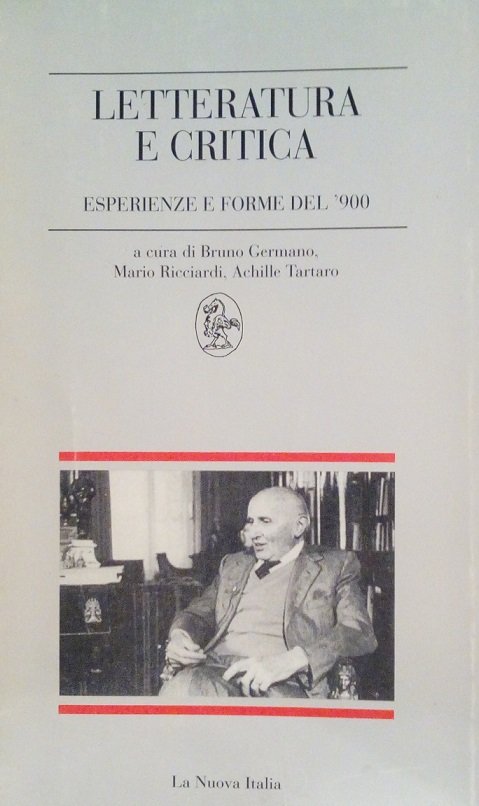 LETTERATURA
E CRITICA
ESPERIENZE E FORME DEL '900
a cura di Bruno Germano,
Mario Ricciardi, Achille Tartaro
La Nuova Italia